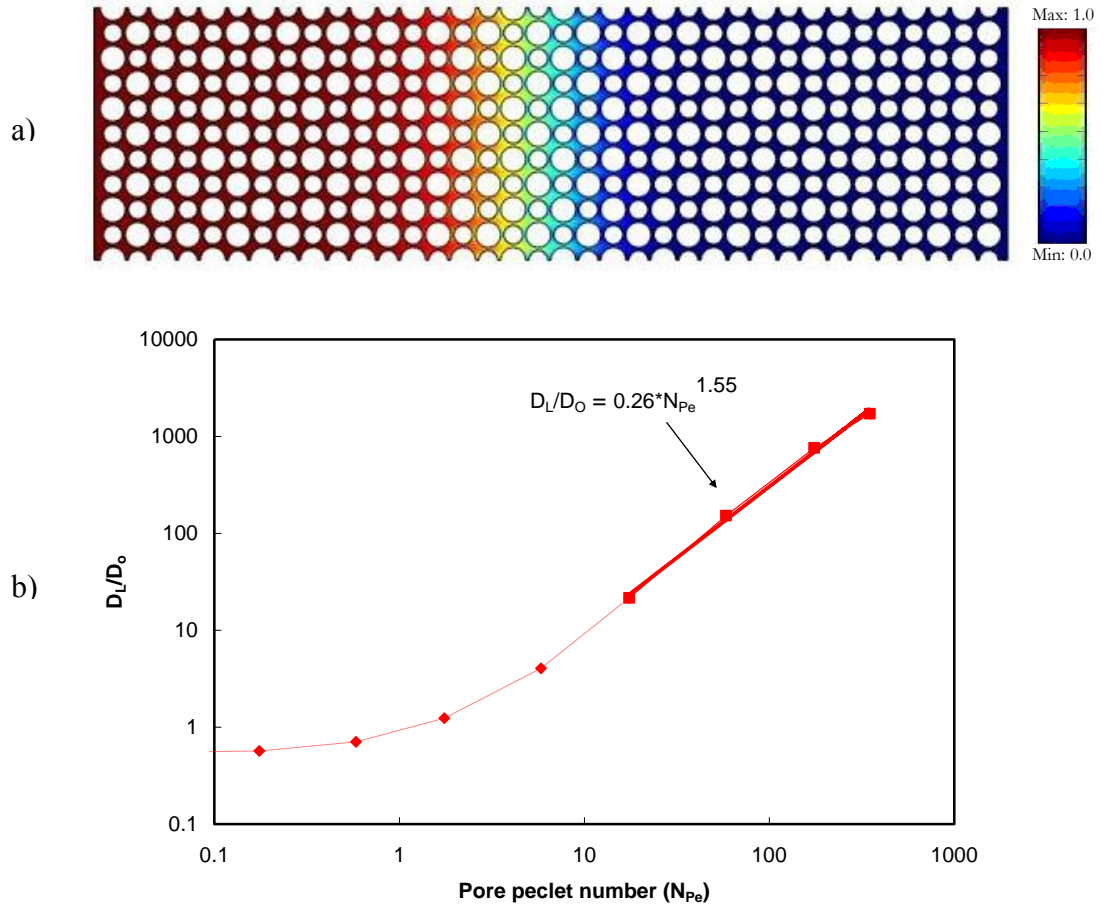 Max: 1.0
a)
Min: 0.0
10000
1000
100
10
1
0.1
D_L/D_O = 0.26*N_Pe^1.55
b)
D_L/D_o
0.1
1
10
100
1000
Pore peclet number (N_Pe)